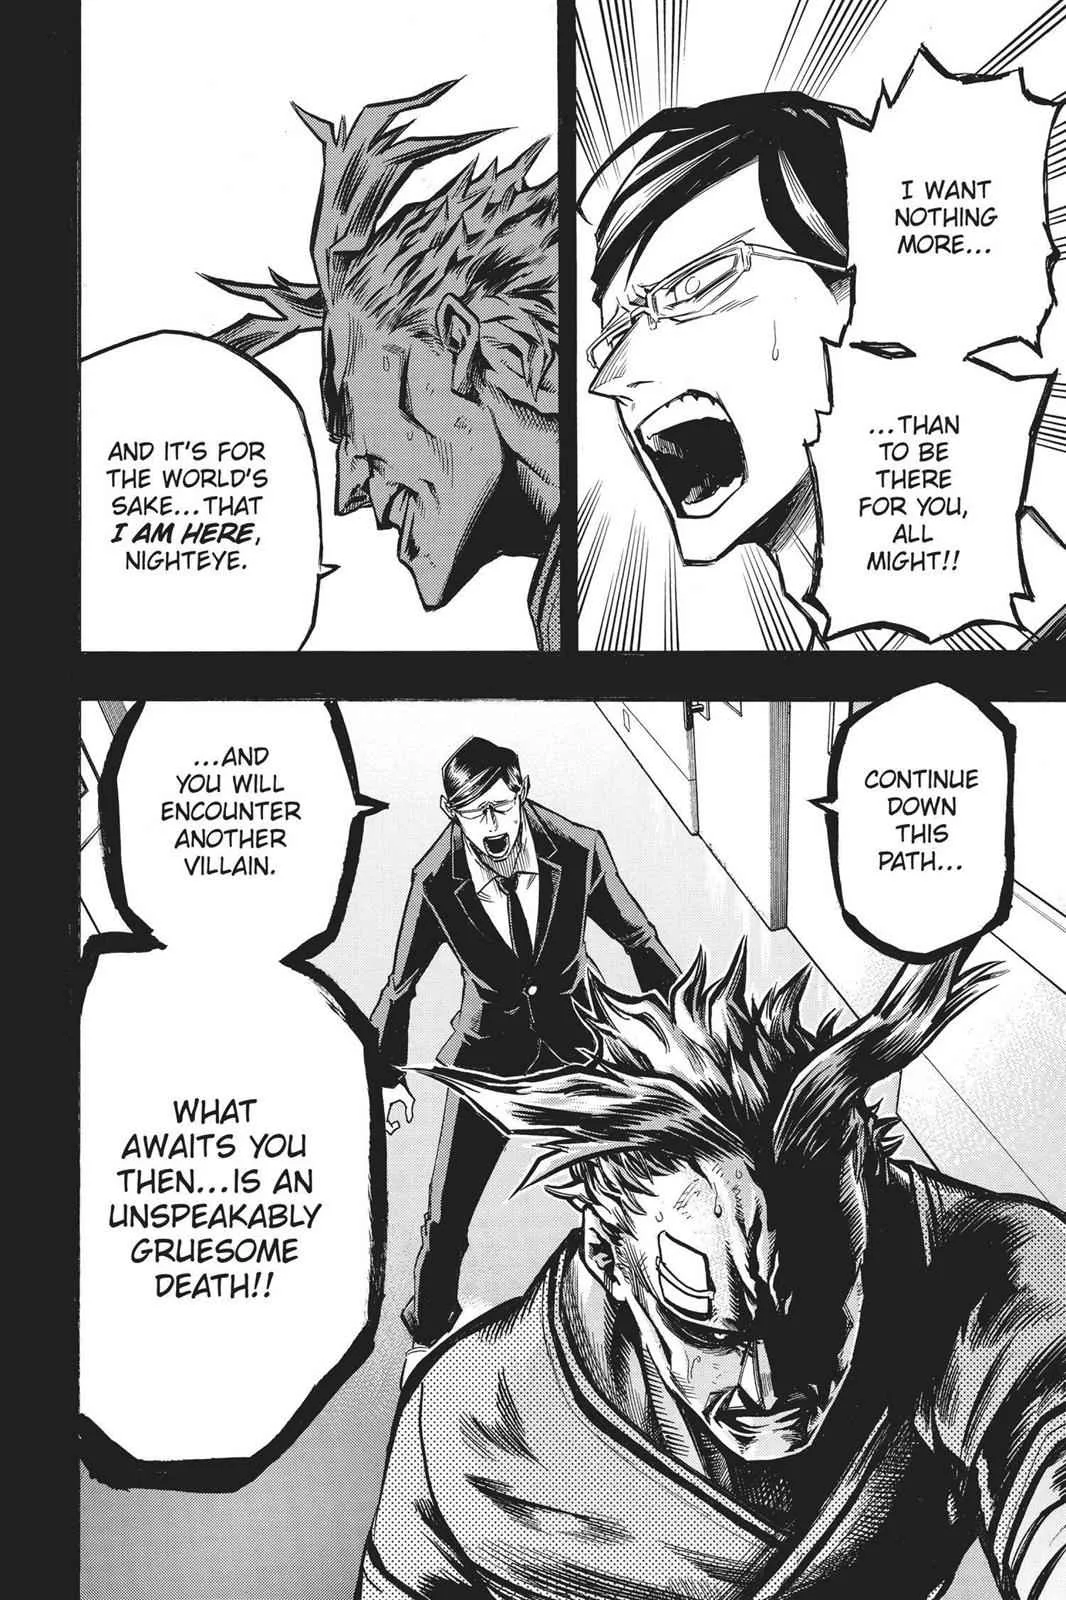 I WANT
NOTHING
MORE...
...THAN
TO BE
THERE
FOR YOU,
ALL
MIGHT!!
AND IT'S FOR
THE WORLD'S
SAKE...THAT
I AM HERE,
NIGHTEYE.
CONTINUE
DOWN
THIS
PATH...
...AND
YOU WILL
ENCOUNTER
ANOTHER
VILLAIN.
WHAT
AWAITS YOU
THEN...IS AN
UNSPEAKABLY
GRUESOME
DEATH!!